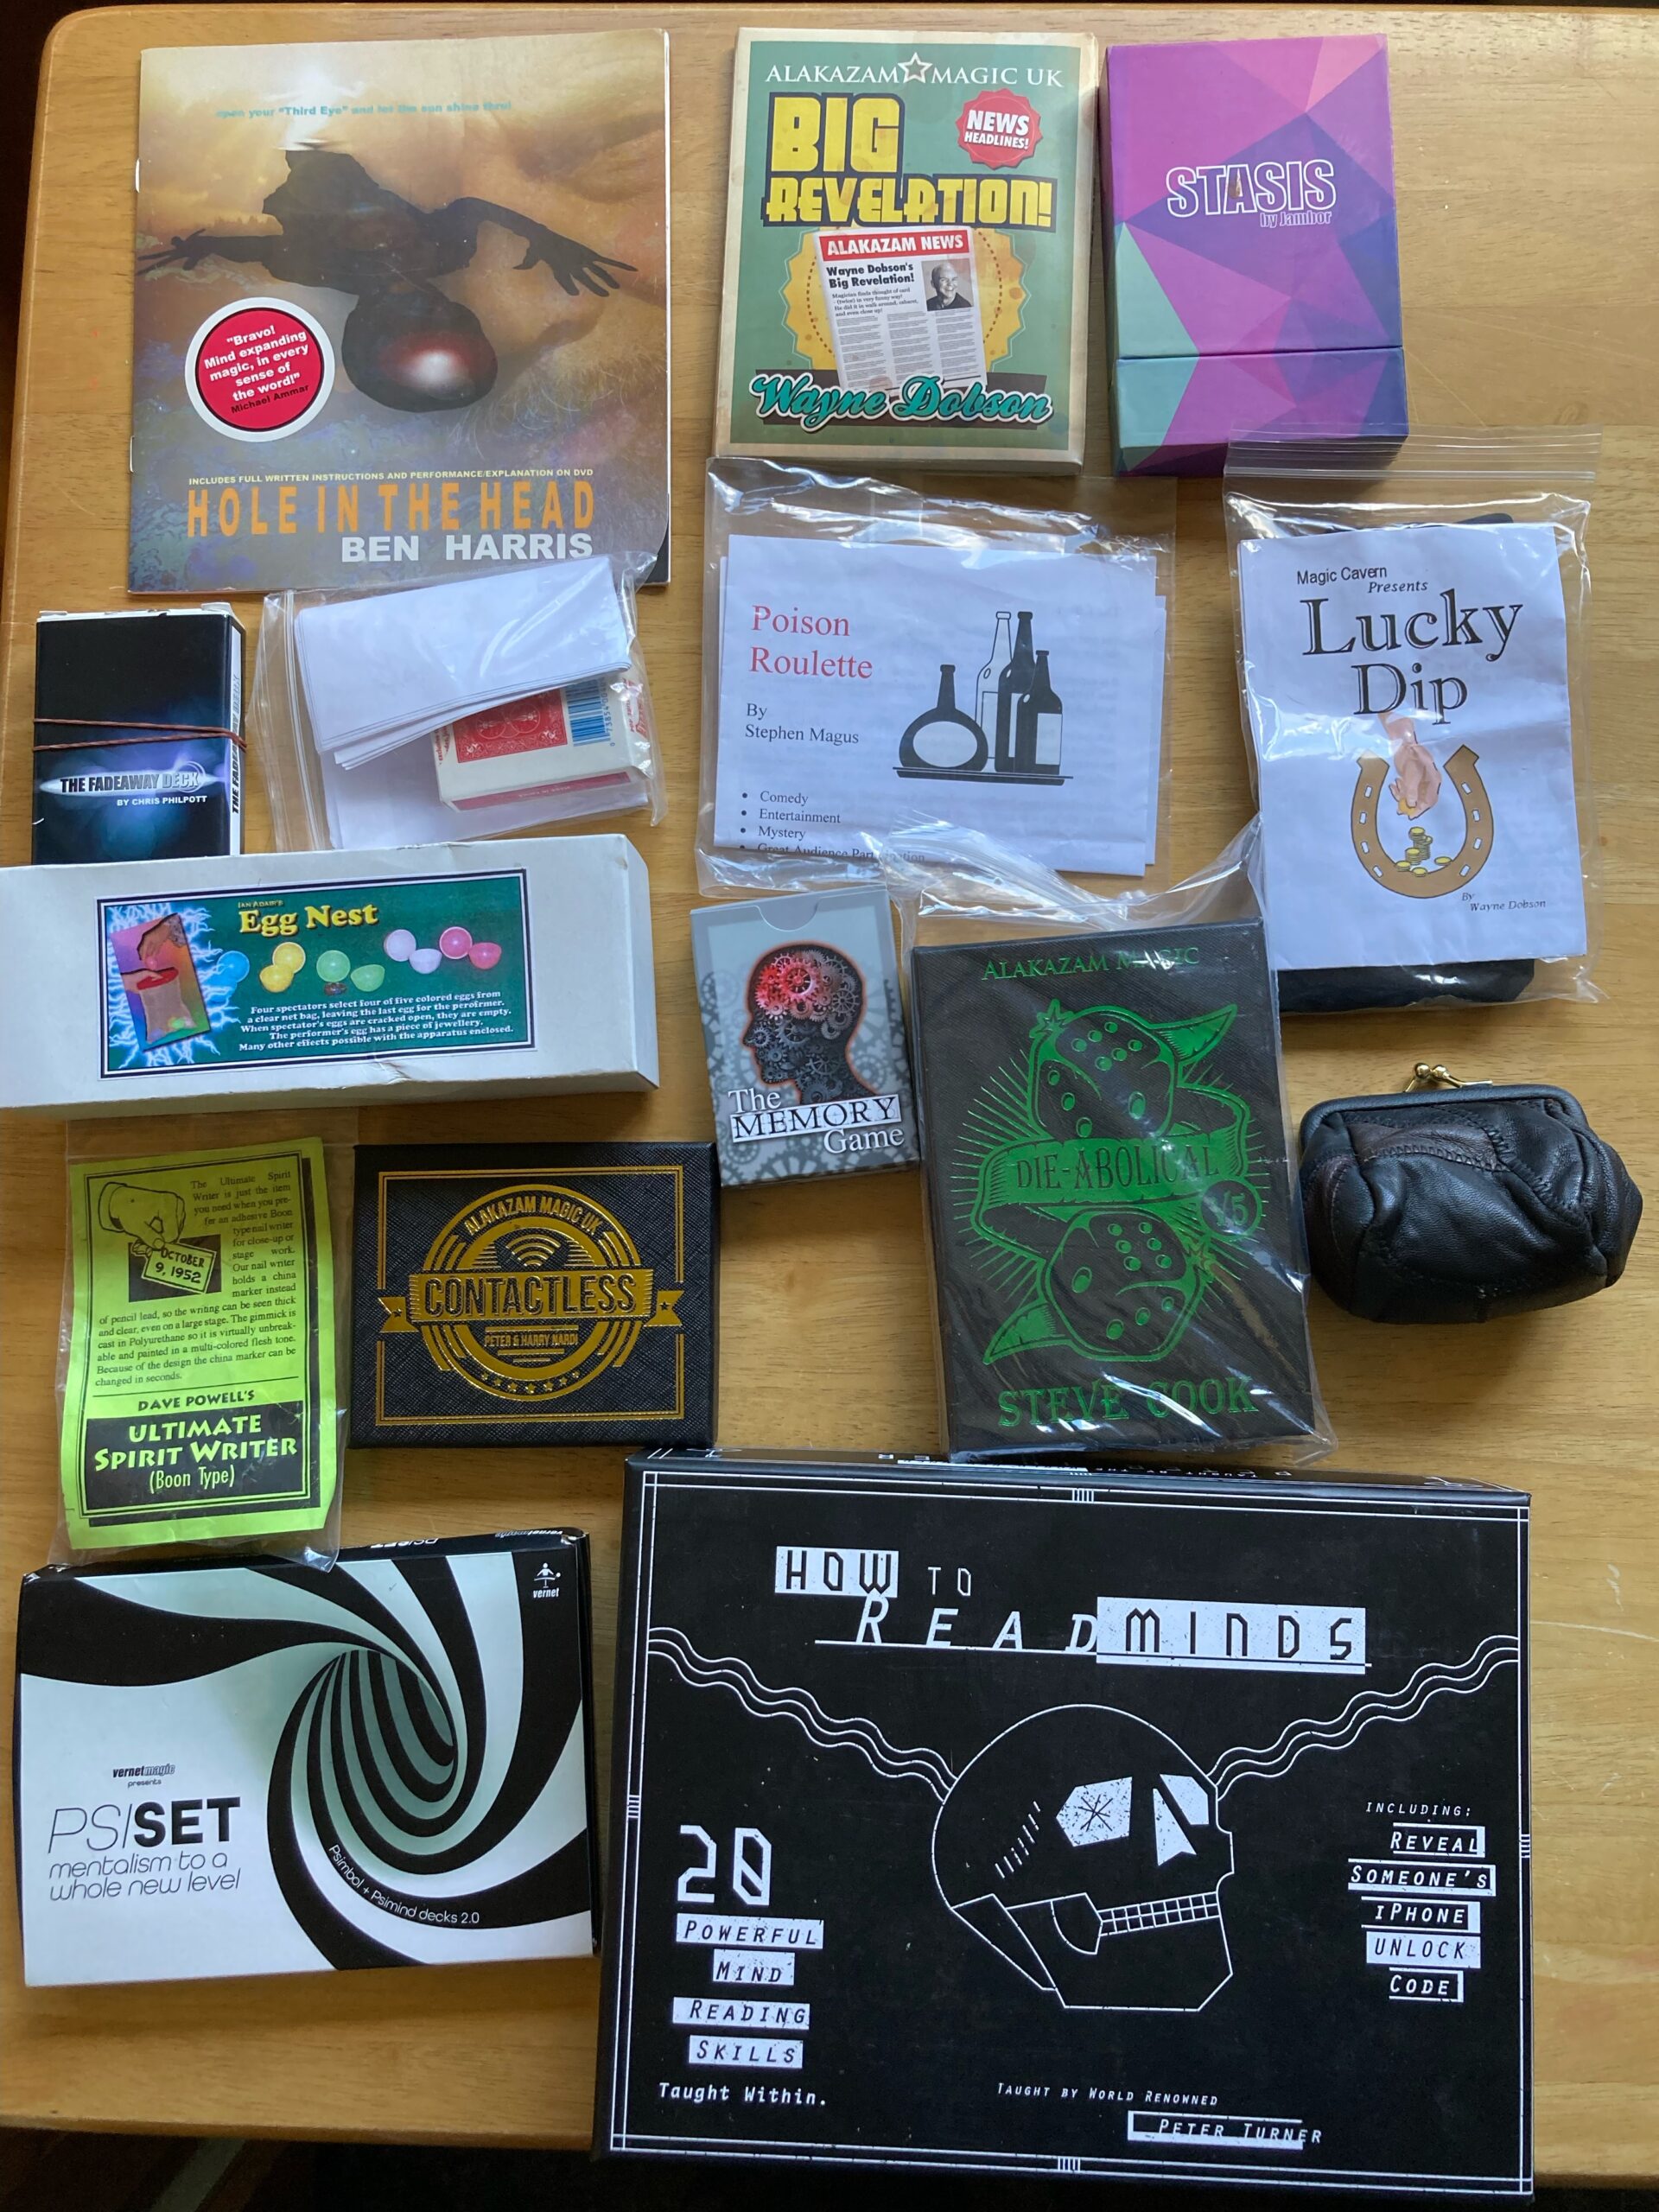 open your "Third Eye" and let the sun shine thru!
"Bravo!
Mind expanding
magic, in every
sense of
the word!"
Michael Ammar
INCLUDES FULL WRITTEN INSTRUCTIONS AND PERFORMANCE/EXPLANATION ON DVD
HOLE IN THE HEAD
BEN HARRIS
ALAKAZAM MAGIC UK
BIG
REVELATION!
NEWS
HEADLINES!
ALAKAZAM NEWS
Wayne Dobson's
Big Revelation!
Wayne Dobson
STASIS
by Jambor
THE FADEAWAY DECK
BY CHRIS PHILPOTT
Poison
Roulette
By
Stephen Magus
• Comedy
• Entertainment
• Mystery
• Great Audience Participation
Magic Cavern
Presents
Lucky
Dip
By
Wayne Dobson
IAN ADAIR'S
Egg Nest
Four spectators select four of five colored eggs from
a clear net bag, leaving the last egg for the perofrmer.
When spectator's eggs are cracked open, they are empty.
The performer's egg has a piece of jewellery.
Many other effects possible with the apparatus enclosed.
The
MEMORY
Game
ALAKAZAM MAGIC
DIE-ABOLICAL
V5
STEVE COOK
The Ultimate Spirit
Writer is just the item
you need when you pre-
fer an adhesive Boon
type nail writer
for close-up or
stage work.
Our nail writer
holds a china
marker instead
of pencil lead, so the writing can be seen thick
and clear, even on a large stage. The gimmick is
cast in Polyurethane so it is virtually unbreak-
able and painted in a multi-colored flesh tone.
Because of the design the china marker can be
changed in seconds.
OCTOBER
9, 1952
DAVE POWELL'S
ULTIMATE
SPIRIT WRITER
(Boon Type)
ALAKAZAM MAGIC UK
CONTACTLESS
PETER & HARRY NARDI
vernet
vernetmagic
presents
PSISET
mentalism to a
whole new level
Psimbol + Psimind decks 2.0
HOW TO
READ MINDS
20
POWERFUL
MIND
READING
SKILLS
Taught Within.
INCLUDING:
REVEAL
SOMEONE'S
iPHONE
UNLOCK
CODE
TAUGHT BY WORLD RENOWNED
PETER TURNER